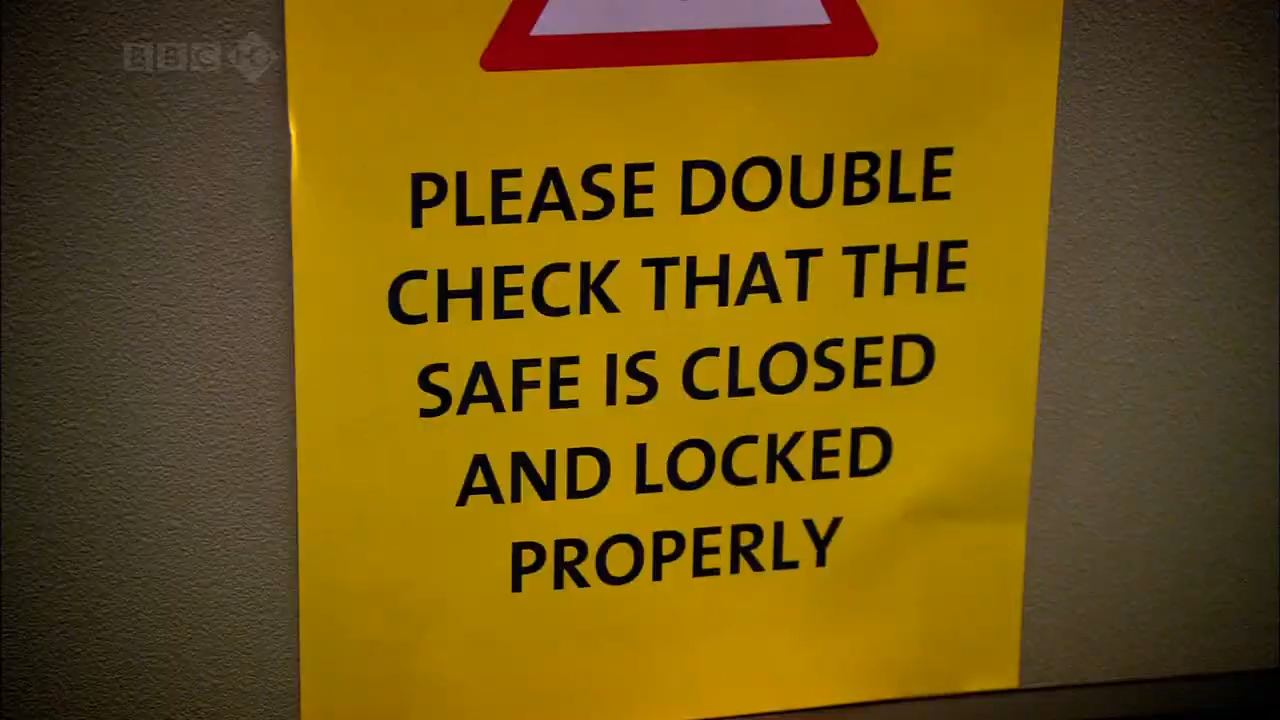 BBC HD
PLEASE DOUBLE
CHECK THAT THE
SAFE IS CLOSED
AND LOCKED
PROPERLY